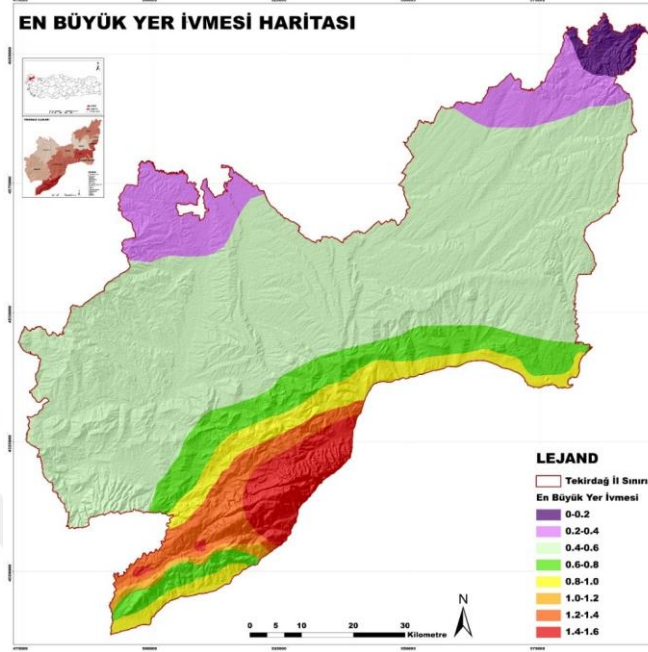 EN BÜYÜK YER İVMESİ HARİTASI
LEJAND
Tekirdağ İl Sınırı
En Büyük Yer İvmesi
0-0.2
0.2-0.4
0.4-0.6
0.6-0.8
0.8-1.0
1.0-1.2
1.2-1.4
1.4-1.6
N
0 5 10 20 30
Kilometre